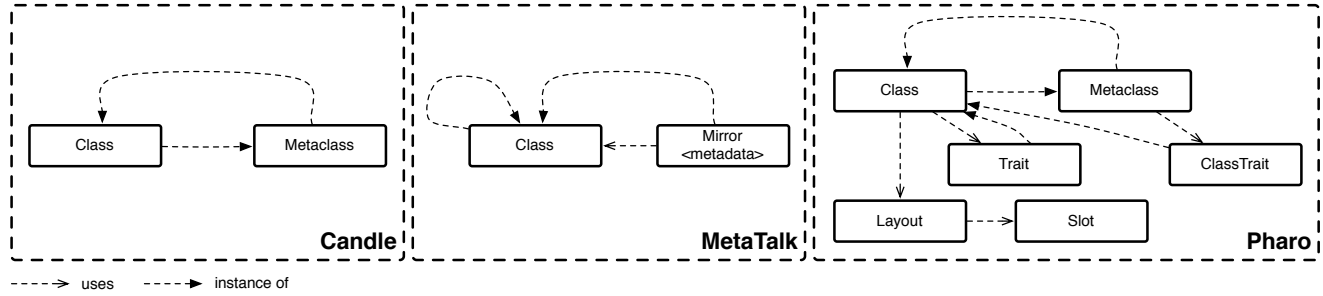 Class
Metaclass
Candle
Class
Mirror
<metadata>
MetaTalk
Class
Metaclass
Trait
ClassTrait
Layout
Slot
Pharo
uses
instance of